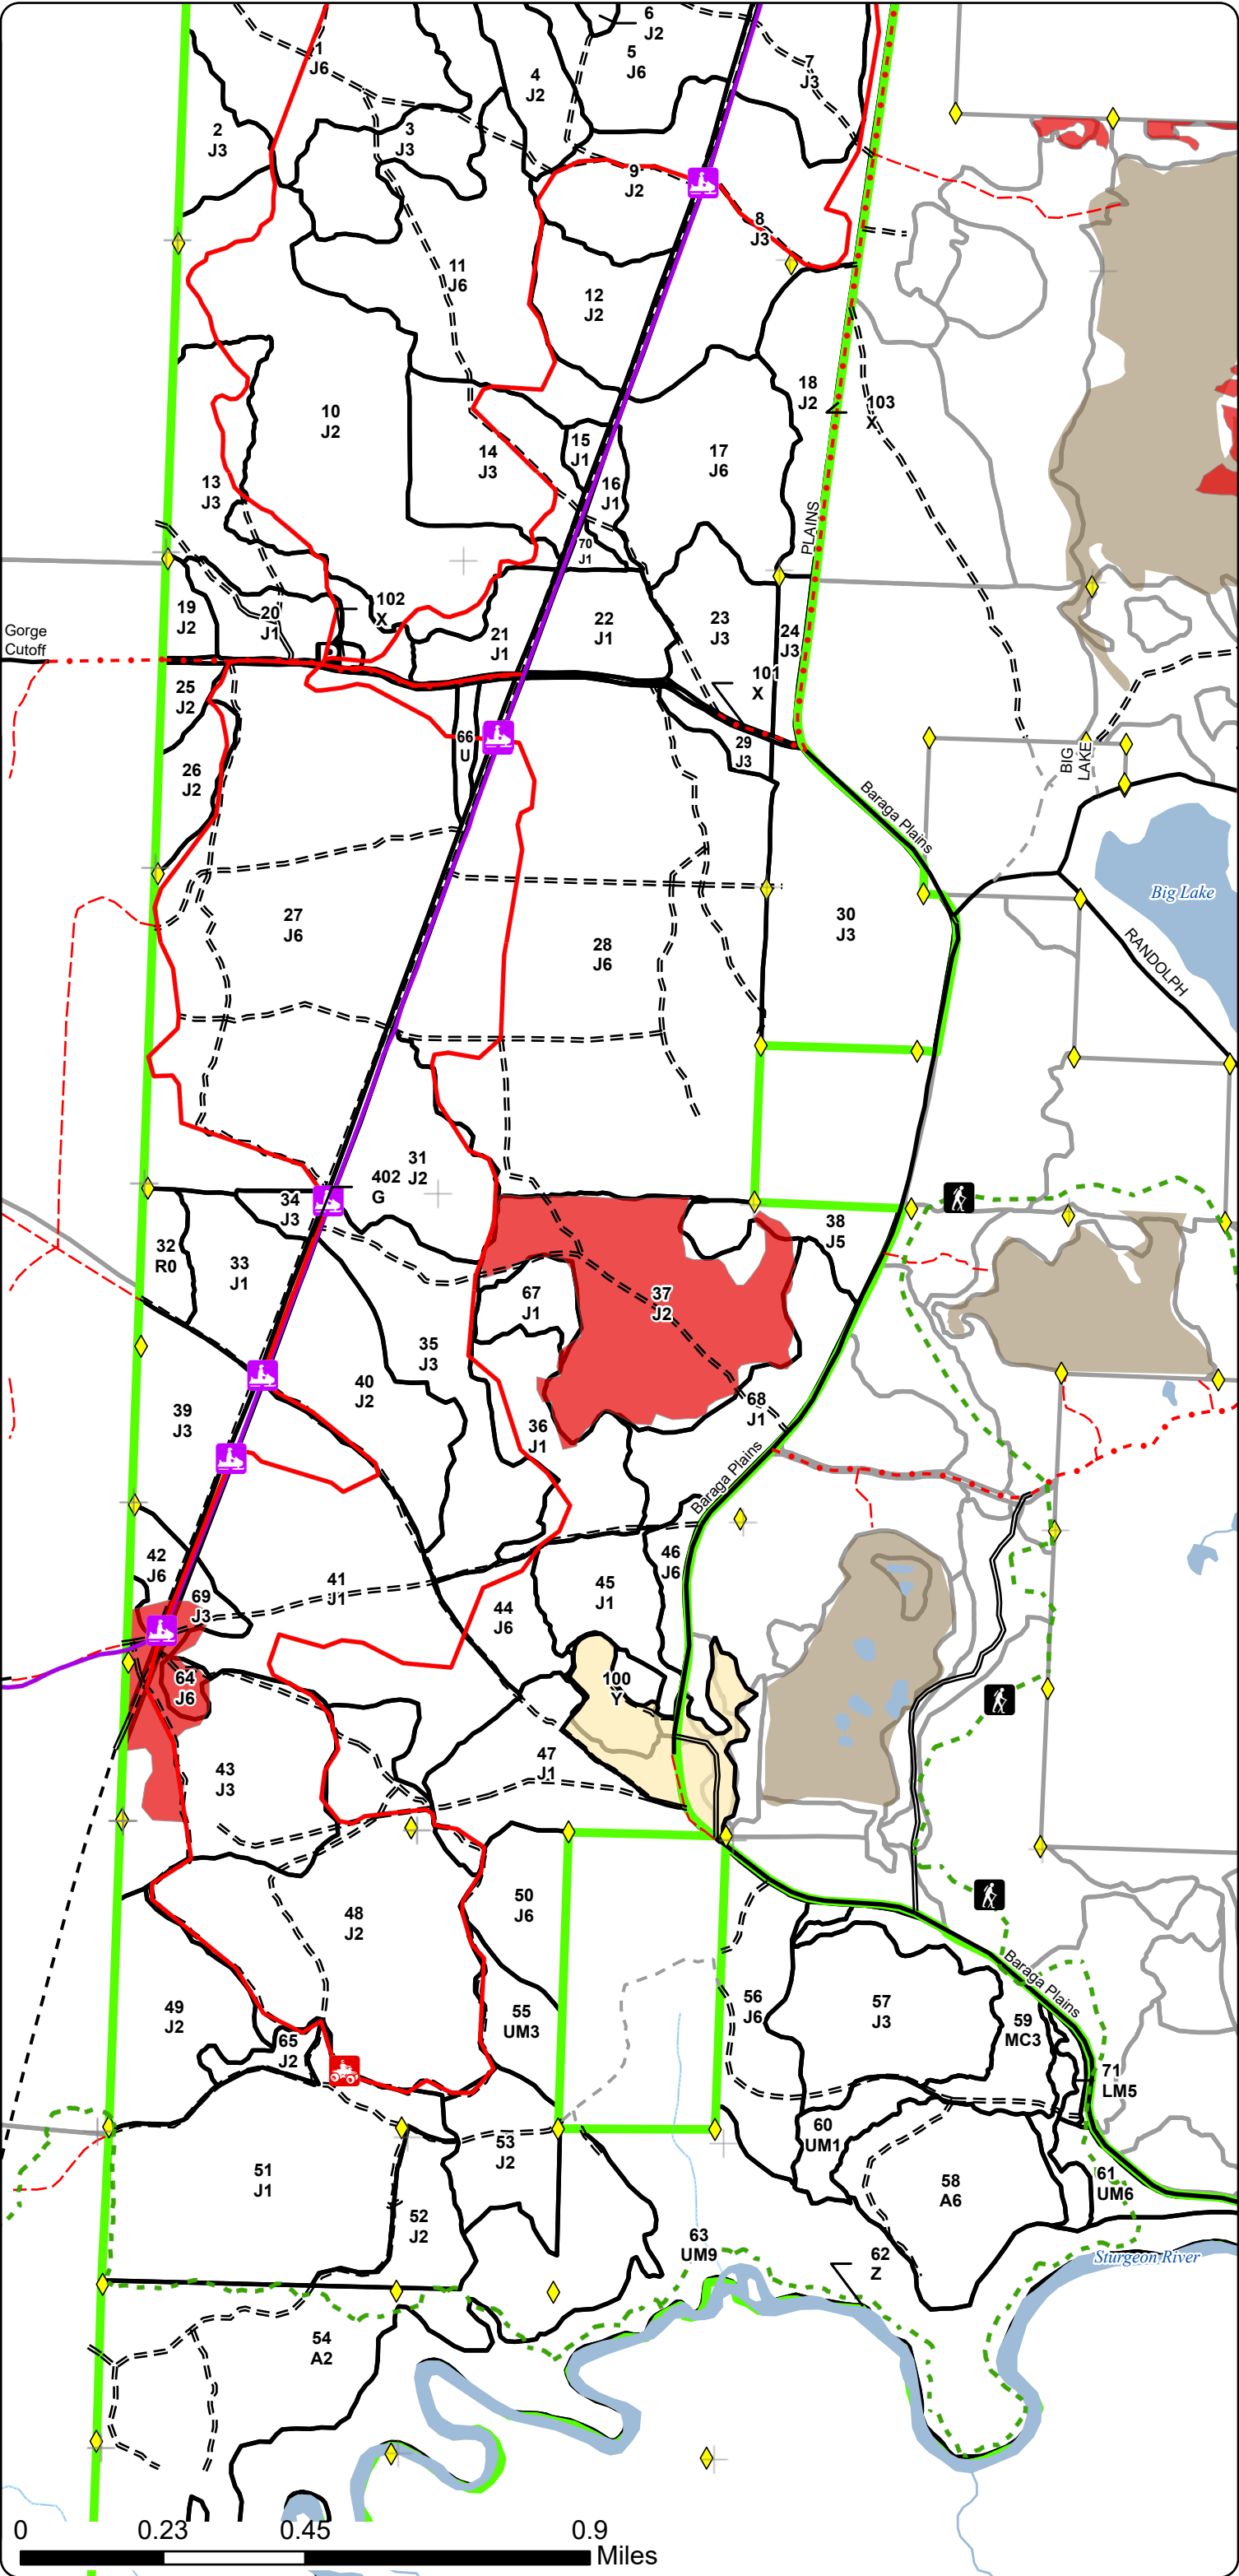 1
J6
6
J2
5
J6
4
J2
7
J3
2
J3
3
J3
9
J2
8
J3
11
J6
12
J2
10
J2
18
J2
103
X
13
J3
14
J3
15
J1
16
J1
17
J6
PLAINS
70
J1
102
X
19
J2
20
J1
21
J1
22
J1
23
J3
24
J3
Gorge
Cutoff
101
X
25
J2
66
U
29
J3
26
J2
BIG
LAKE
Baraga Plains
Big Lake
RANDOLPH
27
J6
28
J6
30
J3
31
J2
402
G
34
J3
32
R0
33
J1
38
J5
67
J1
37
J2
35
J3
40
J2
39
J3
36
J1
68
J1
Baraga Plains
42
J6
69
J3
41
J1
44
J6
45
J1
46
J6
64
J6
100
Y
43
J3
47
J1
48
J2
50
J6
49
J2
65
J2
55
UM3
56
J6
57
J3
59
MC3
Baraga Plains
71
LM5
51
J1
52
J2
53
J2
60
UM1
58
A6
61
UM6
63
UM9
62
Z
Sturgeon River
54
A2
0 0.23 0.45 0.9
Miles